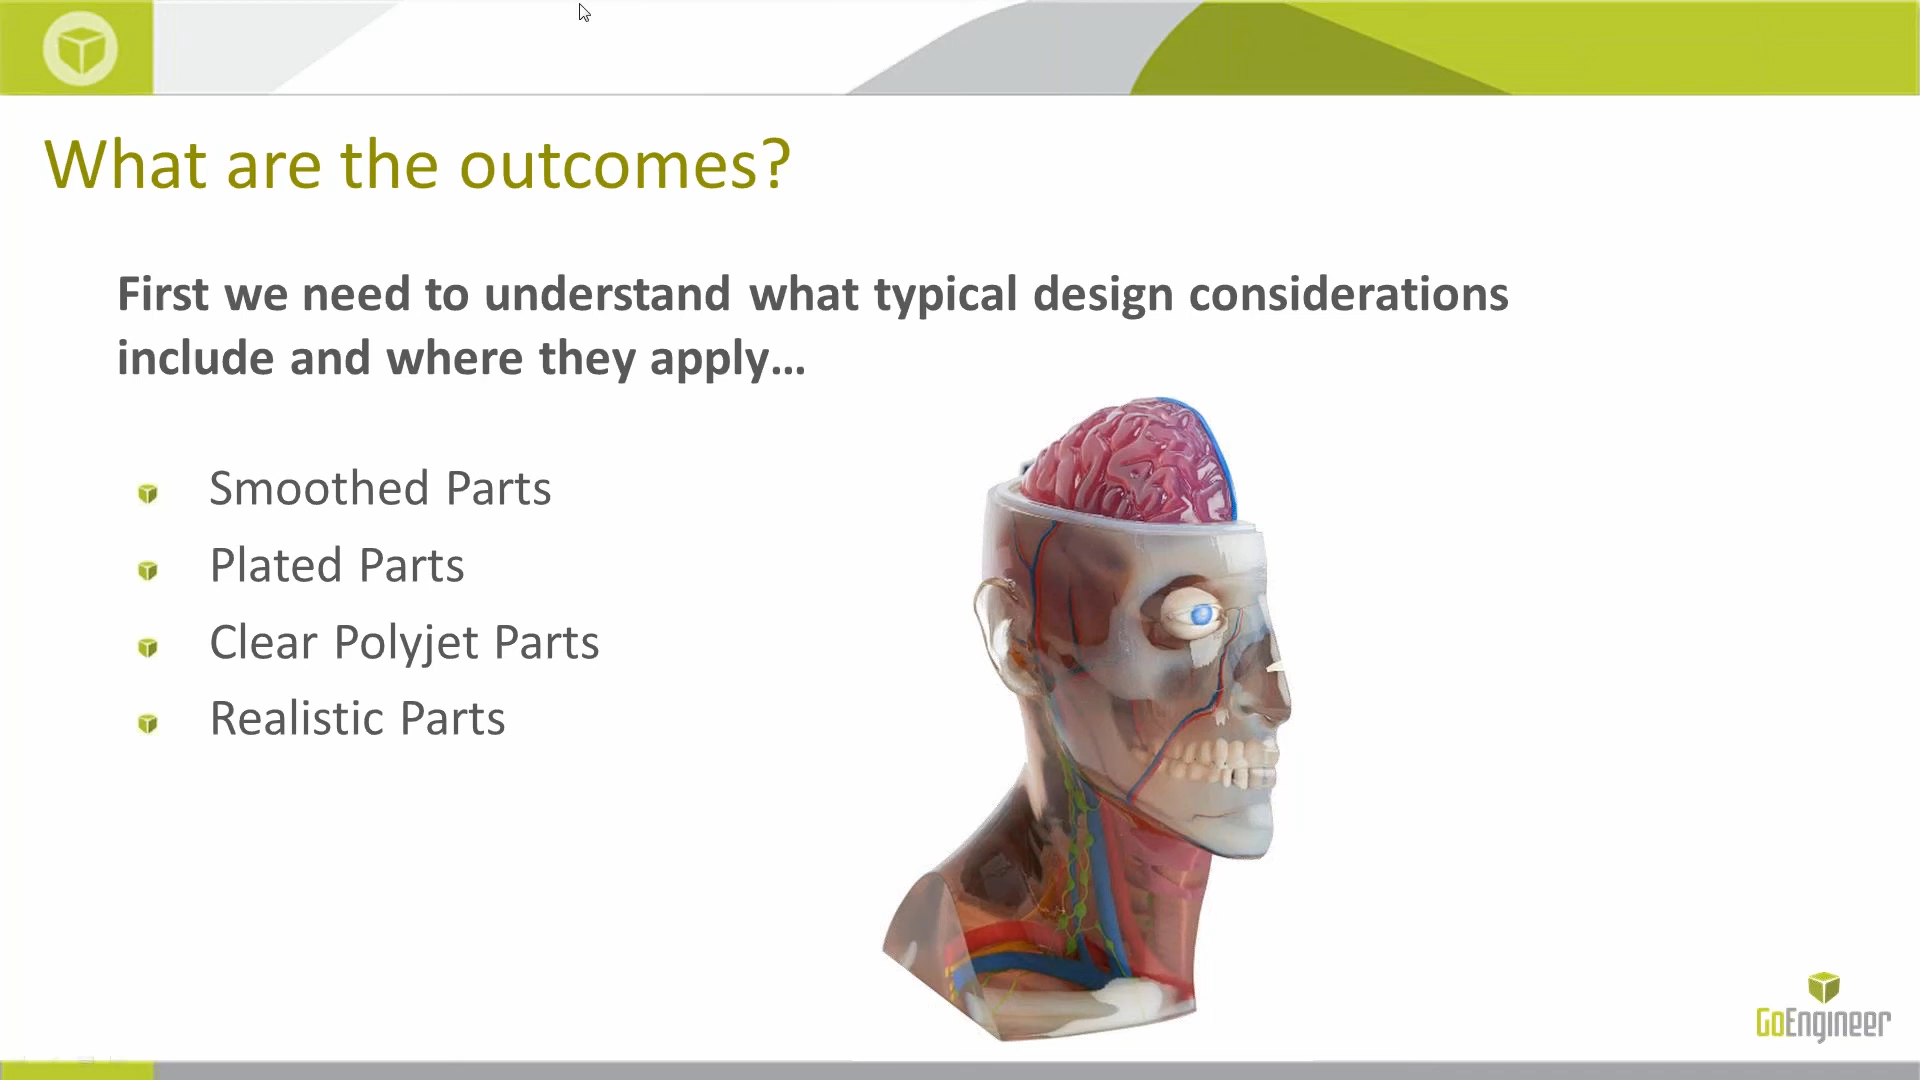 What are the outcomes?
First we need to understand what typical design considerations
include and where they apply...
Smoothed Parts
Plated Parts
Clear Polyjet Parts
Realistic Parts
GoEngineer